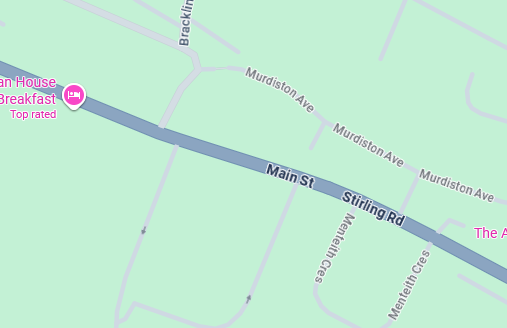 Bracklin
an House
Breakfast
Top rated
Murdiston Ave
Murdiston Ave
Murdiston Ave
Main St
Stirling Rd
Menteith Cres
Menteith Cres
The A